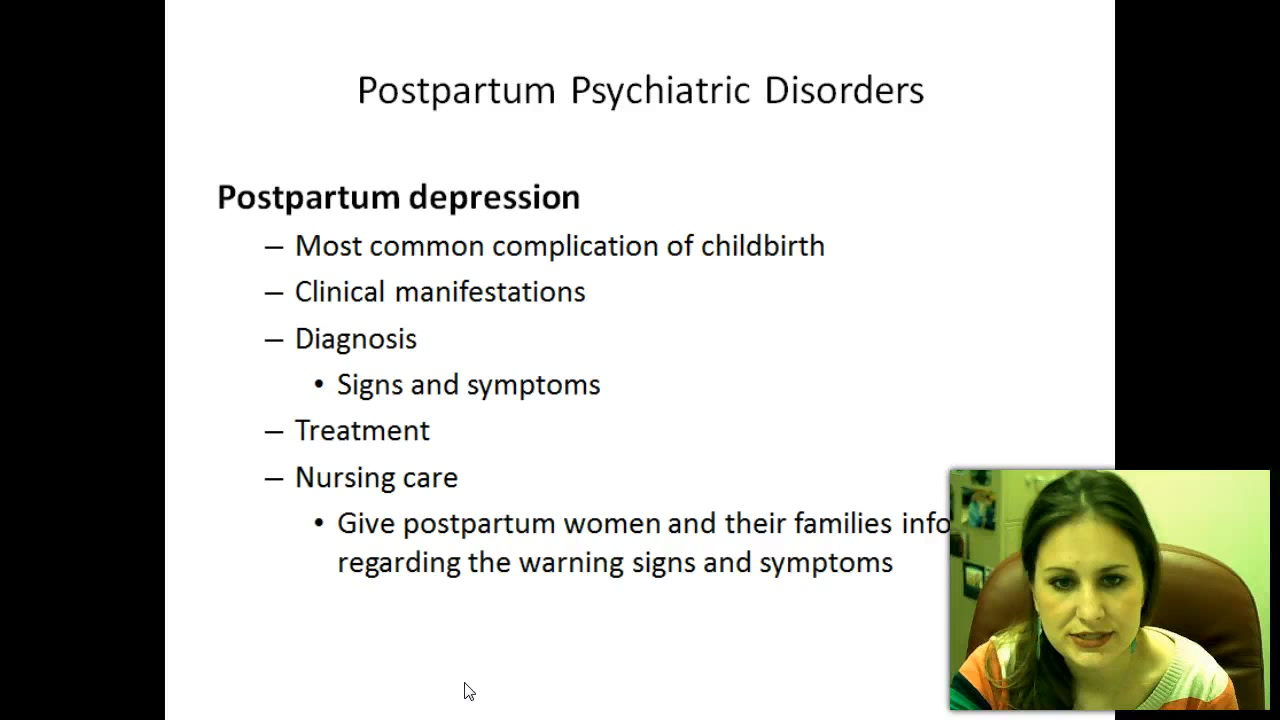 Postpartum Psychiatric Disorders
Postpartum depression
– Most common complication of childbirth
– Clinical manifestations
– Diagnosis
• Signs and symptoms
– Treatment
– Nursing care
• Give postpartum women and their families info
regarding the warning signs and symptoms